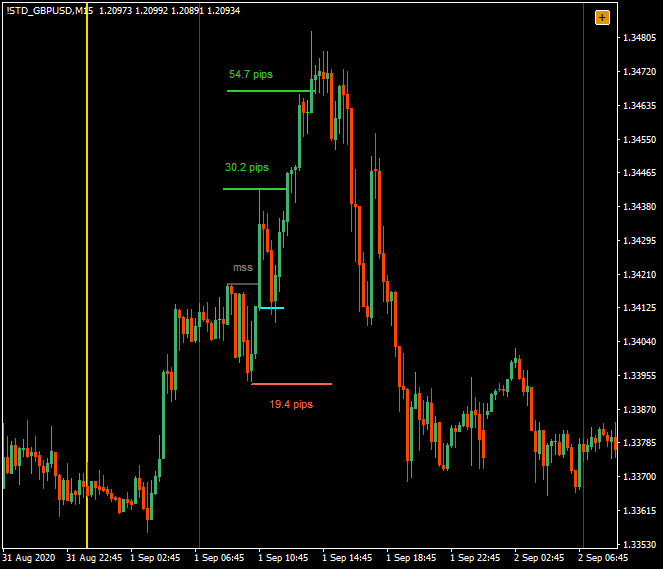 !STD_GBPUSD,M15 1.20973 1.20992 1.20891 1.20934
+
1.34805
54.7 pips
1.34720
1.34635
1.34550
30.2 pips
1.34465
1.34380
1.34295
mss
1.34210
1.34125
1.34040
1.33955
19.4 pips
1.33870
1.33785
1.33700
1.33615
1.33530
31 Aug 2020 31 Aug 22:45 1 Sep 02:45 1 Sep 06:45 1 Sep 10:45 1 Sep 14:45 1 Sep 18:45 1 Sep 22:45 2 Sep 02:45 2 Sep 06:45